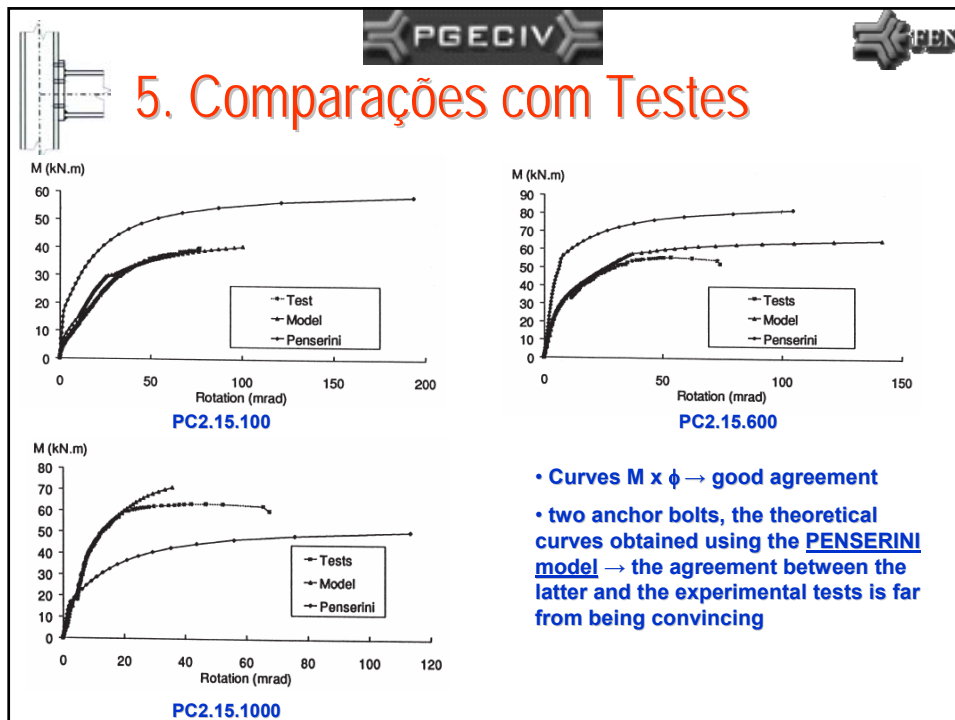 PGECIV
FEN
5. Comparações com Testes
M (kN.m)
60
50
40
30
20
10
0
Test
Model
Penserini
0 50 100 150 200
Rotation (mrad)
PC2.15.100
M (kN.m)
90
80
70
60
50
40
30
20
10
0
Tests
Model
Penserini
0 50 100 150
Rotation (mrad)
PC2.15.600
M (kN.m)
80
70
60
50
40
30
20
10
0
Tests
Model
Penserini
0 20 40 60 80 100 120
Rotation (mrad)
PC2.15.1000
• Curves M x ϕ → good agreement
• two anchor bolts, the theoretical
curves obtained using the PENSERINI
model → the agreement between the
latter and the experimental tests is far
from being convincing